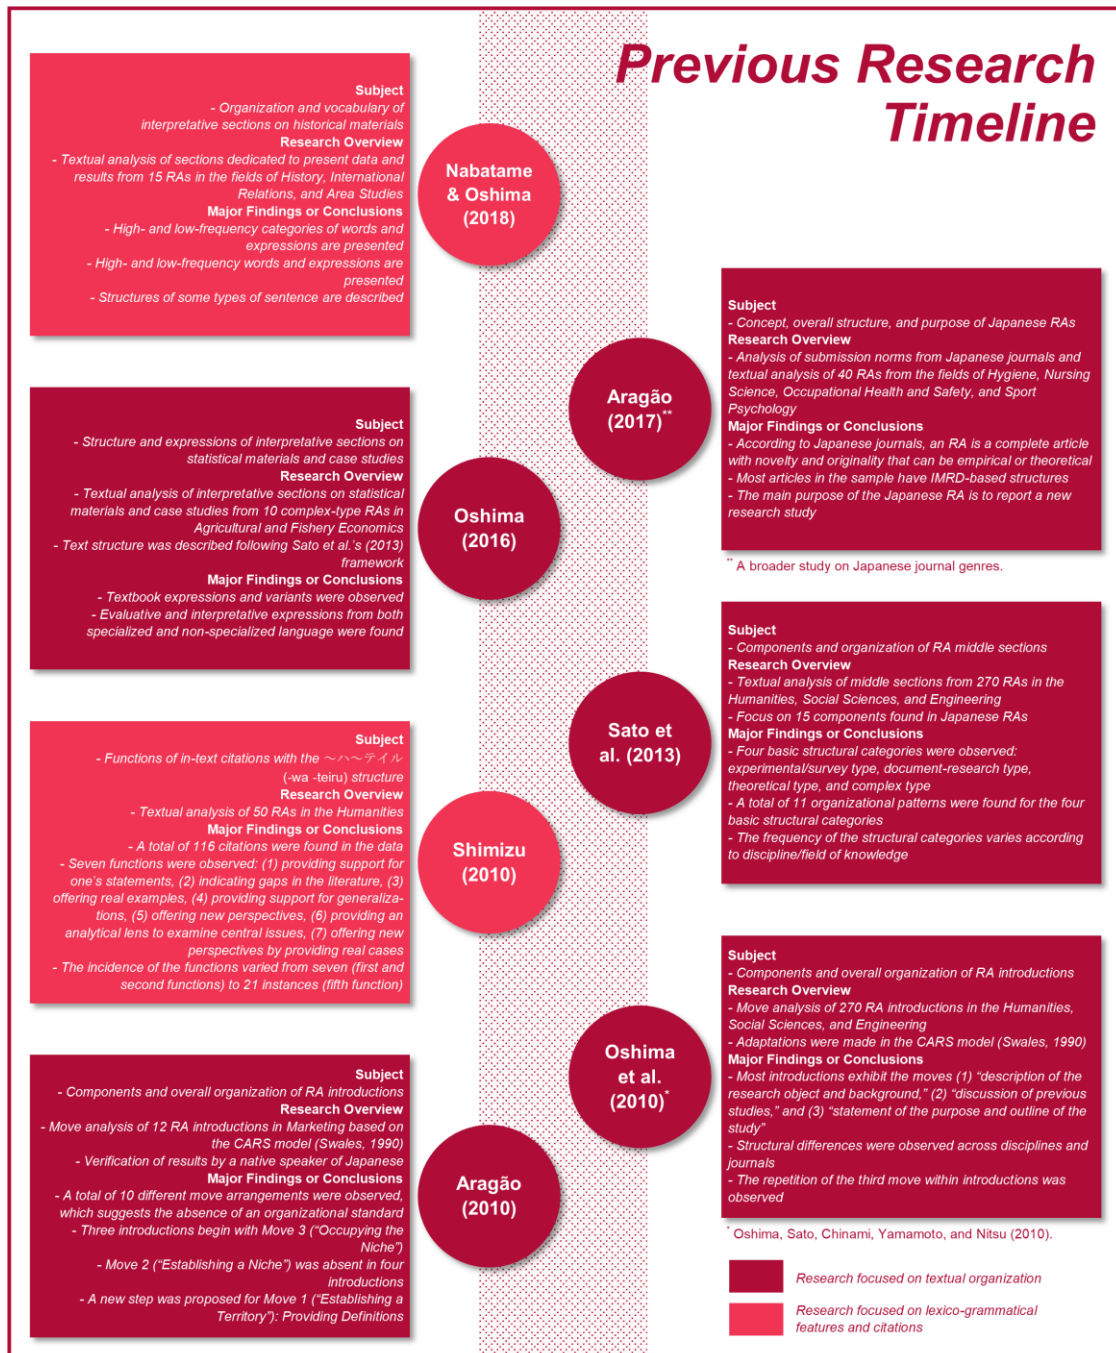 Previous Research
Timeline
Subject
- Organization and vocabulary of
interpretative sections on historical materials
Research Overview
- Textual analysis of sections dedicated to present data and
results from 15 RAs in the fields of History, International
Relations, and Area Studies
Major Findings or Conclusions
- High- and low-frequency categories of words and
expressions are presented
- High- and low-frequency words and expressions are
presented
- Structures of some types of sentence are described
Nabatame
& Oshima
(2018)
Subject
- Concept, overall structure, and purpose of Japanese RAs
Research Overview
- Analysis of submission norms from Japanese journals and
textual analysis of 40 RAs from the fields of Hygiene, Nursing
Science, Occupational Health and Safety, and Sport
Psychology
Major Findings or Conclusions
- According to Japanese journals, an RA is a complete article
with novelty and originality that can be empirical or theoretical
- Most articles in the sample have IMRD-based structures
- The main purpose of the Japanese RA is to report a new
research study
Aragão
(2017)**
** A broader study on Japanese journal genres.
Subject
- Structure and expressions of interpretative sections on
statistical materials and case studies
Research Overview
- Textual analysis of interpretative sections on statistical
materials and case studies from 10 complex-type RAs in
Agricultural and Fishery Economics
- Text structure was described following Sato et al.'s (2013)
framework
Major Findings or Conclusions
- Textbook expressions and variants were observed
- Evaluative and interpretative expressions from both
specialized and non-specialized language were found
Oshima
(2016)
Subject
- Components and organization of RA middle sections
Research Overview
- Textual analysis of middle sections from 270 RAs in the
Humanities, Social Sciences, and Engineering
- Focus on 15 components found in Japanese RAs
Major Findings or Conclusions
- Four basic structural categories were observed:
experimental/survey type, document-research type,
theoretical type, and complex type
- A total of 11 organizational patterns were found for the four
basic structural categories
- The frequency of the structural categories varies according
to discipline/field of knowledge
Sato et
al. (2013)
Subject
- Functions of in-text citations with the ～ハ～テイル
(-wa -teiru) structure
Research Overview
- Textual analysis of 50 RAs in the Humanities
Major Findings or Conclusions
- A total of 116 citations were found in the data
- Seven functions were observed: (1) providing support for
one's statements, (2) indicating gaps in the literature, (3)
offering real examples, (4) providing support for generaliza-
tions, (5) offering new perspectives, (6) providing an
analytical lens to examine central issues, (7) offering new
perspectives by providing real cases
- The incidence of the functions varied from seven (first and
second functions) to 21 instances (fifth function)
Shimizu
(2010)
Subject
- Components and overall organization of RA introductions
Research Overview
- Move analysis of 270 RA introductions in the Humanities,
Social Sciences, and Engineering
- Adaptations were made in the CARS model (Swales, 1990)
Major Findings or Conclusions
- Most introductions exhibit the moves (1) "description of the
research object and background," (2) "discussion of previous
studies," and (3) "statement of the purpose and outline of the
study"
- Structural differences were observed across disciplines and
journals
- The repetition of the third move within introductions was
observed
Oshima
et al.
(2010)*
* Oshima, Sato, Chinami, Yamamoto, and Nitsu (2010).
Subject
- Components and overall organization of RA introductions
Research Overview
- Move analysis of 12 RA introductions in Marketing based on
the CARS model (Swales, 1990)
- Verification of results by a native speaker of Japanese
Major Findings or Conclusions
- A total of 10 different move arrangements were observed,
which suggests the absence of an organizational standard
- Three introductions begin with Move 3 ("Occupying the
Niche")
- Move 2 ("Establishing a Niche") was absent in four
introductions
- A new step was proposed for Move 1 ("Establishing a
Territory"): Providing Definitions
Aragão
(2010)
Research focused on textual organization
Research focused on lexico-grammatical
features and citations